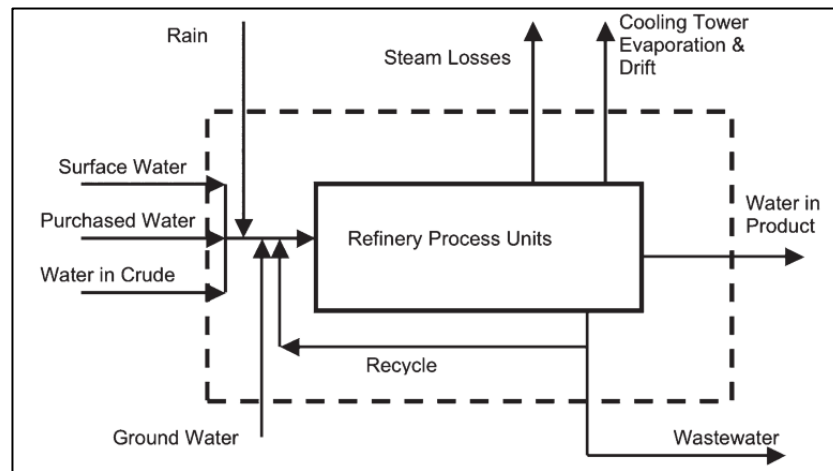 Rain
Steam Losses
Cooling Tower
Evaporation &
Drift
Surface Water
Purchased Water
Water in Crude
Refinery Process Units
Water in
Product
Recycle
Ground Water
Wastewater